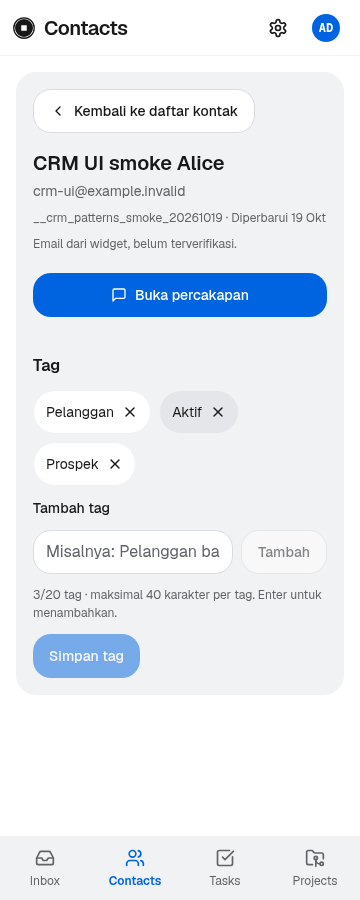 Contacts
AD
Kembali ke daftar kontak
CRM UI smoke Alice
crm-ui@example.invalid
__crm_patterns_smoke_20261019 · Diperbarui 19 Okt
Email dari widget, belum terverifikasi.
Buka percakapan
Tag
Pelanggan
Aktif
Prospek
Tambah tag
Misalnya: Pelanggan ba
Tambah
3/20 tag · maksimal 40 karakter per tag. Enter untuk
menambahkan.
Simpan tag
Inbox
Contacts
Tasks
Projects